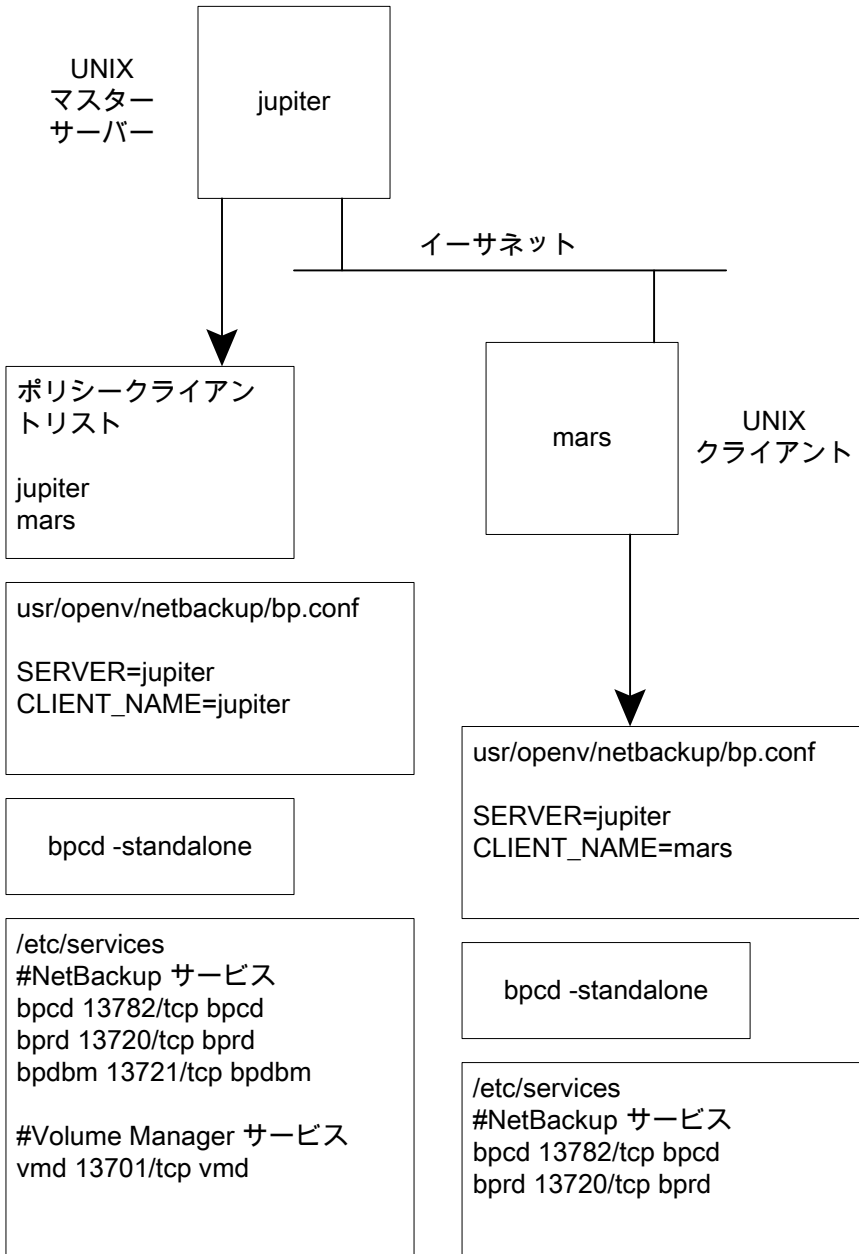 UNIX
マスター
サーバー
jupiter
イーサネット
ポリシークライアン
トリスト
jupiter
mars
mars
UNIX
クライアント
usr/openv/netbackup/bp.conf
SERVER=jupiter
CLIENT_NAME=jupiter
usr/openv/netbackup/bp.conf
SERVER=jupiter
CLIENT_NAME=mars
bpcd -standalone
bpcd -standalone
/etc/services
#NetBackup サービス
bpcd 13782/tcp bpcd
bprd 13720/tcp bprd
bpdbm 13721/tcp bpdbm
#Volume Manager サービス
vmd 13701/tcp vmd
/etc/services
#NetBackup サービス
bpcd 13782/tcp bpcd
bprd 13720/tcp bprd